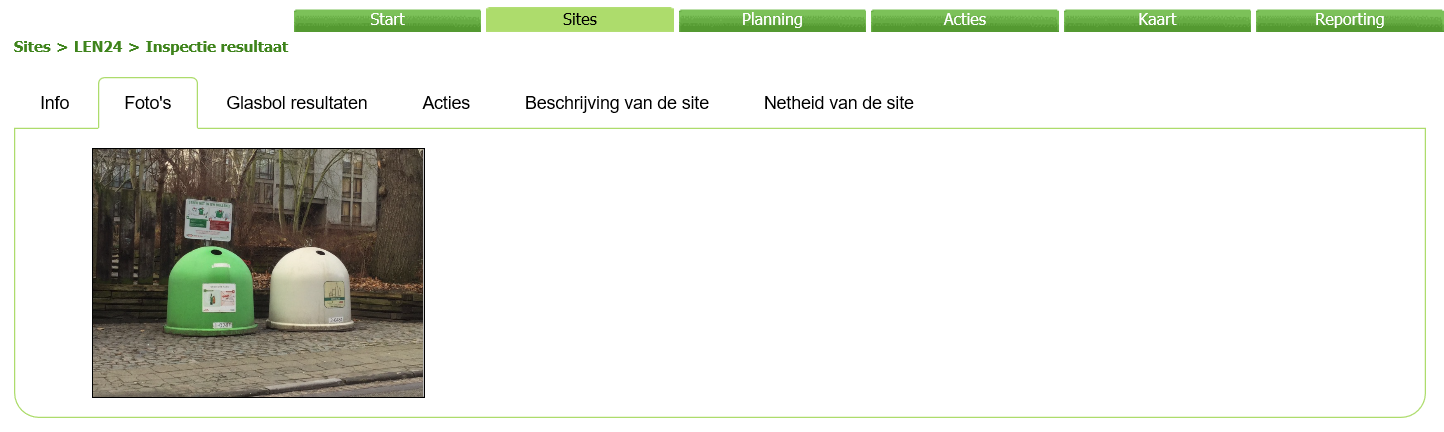 Start Sites Planning Acties Kaart Reporting
Sites > LEN24 > Inspectie resultaat
Info Foto's Glasbol resultaten Acties Beschrijving van de site Netheid van de site